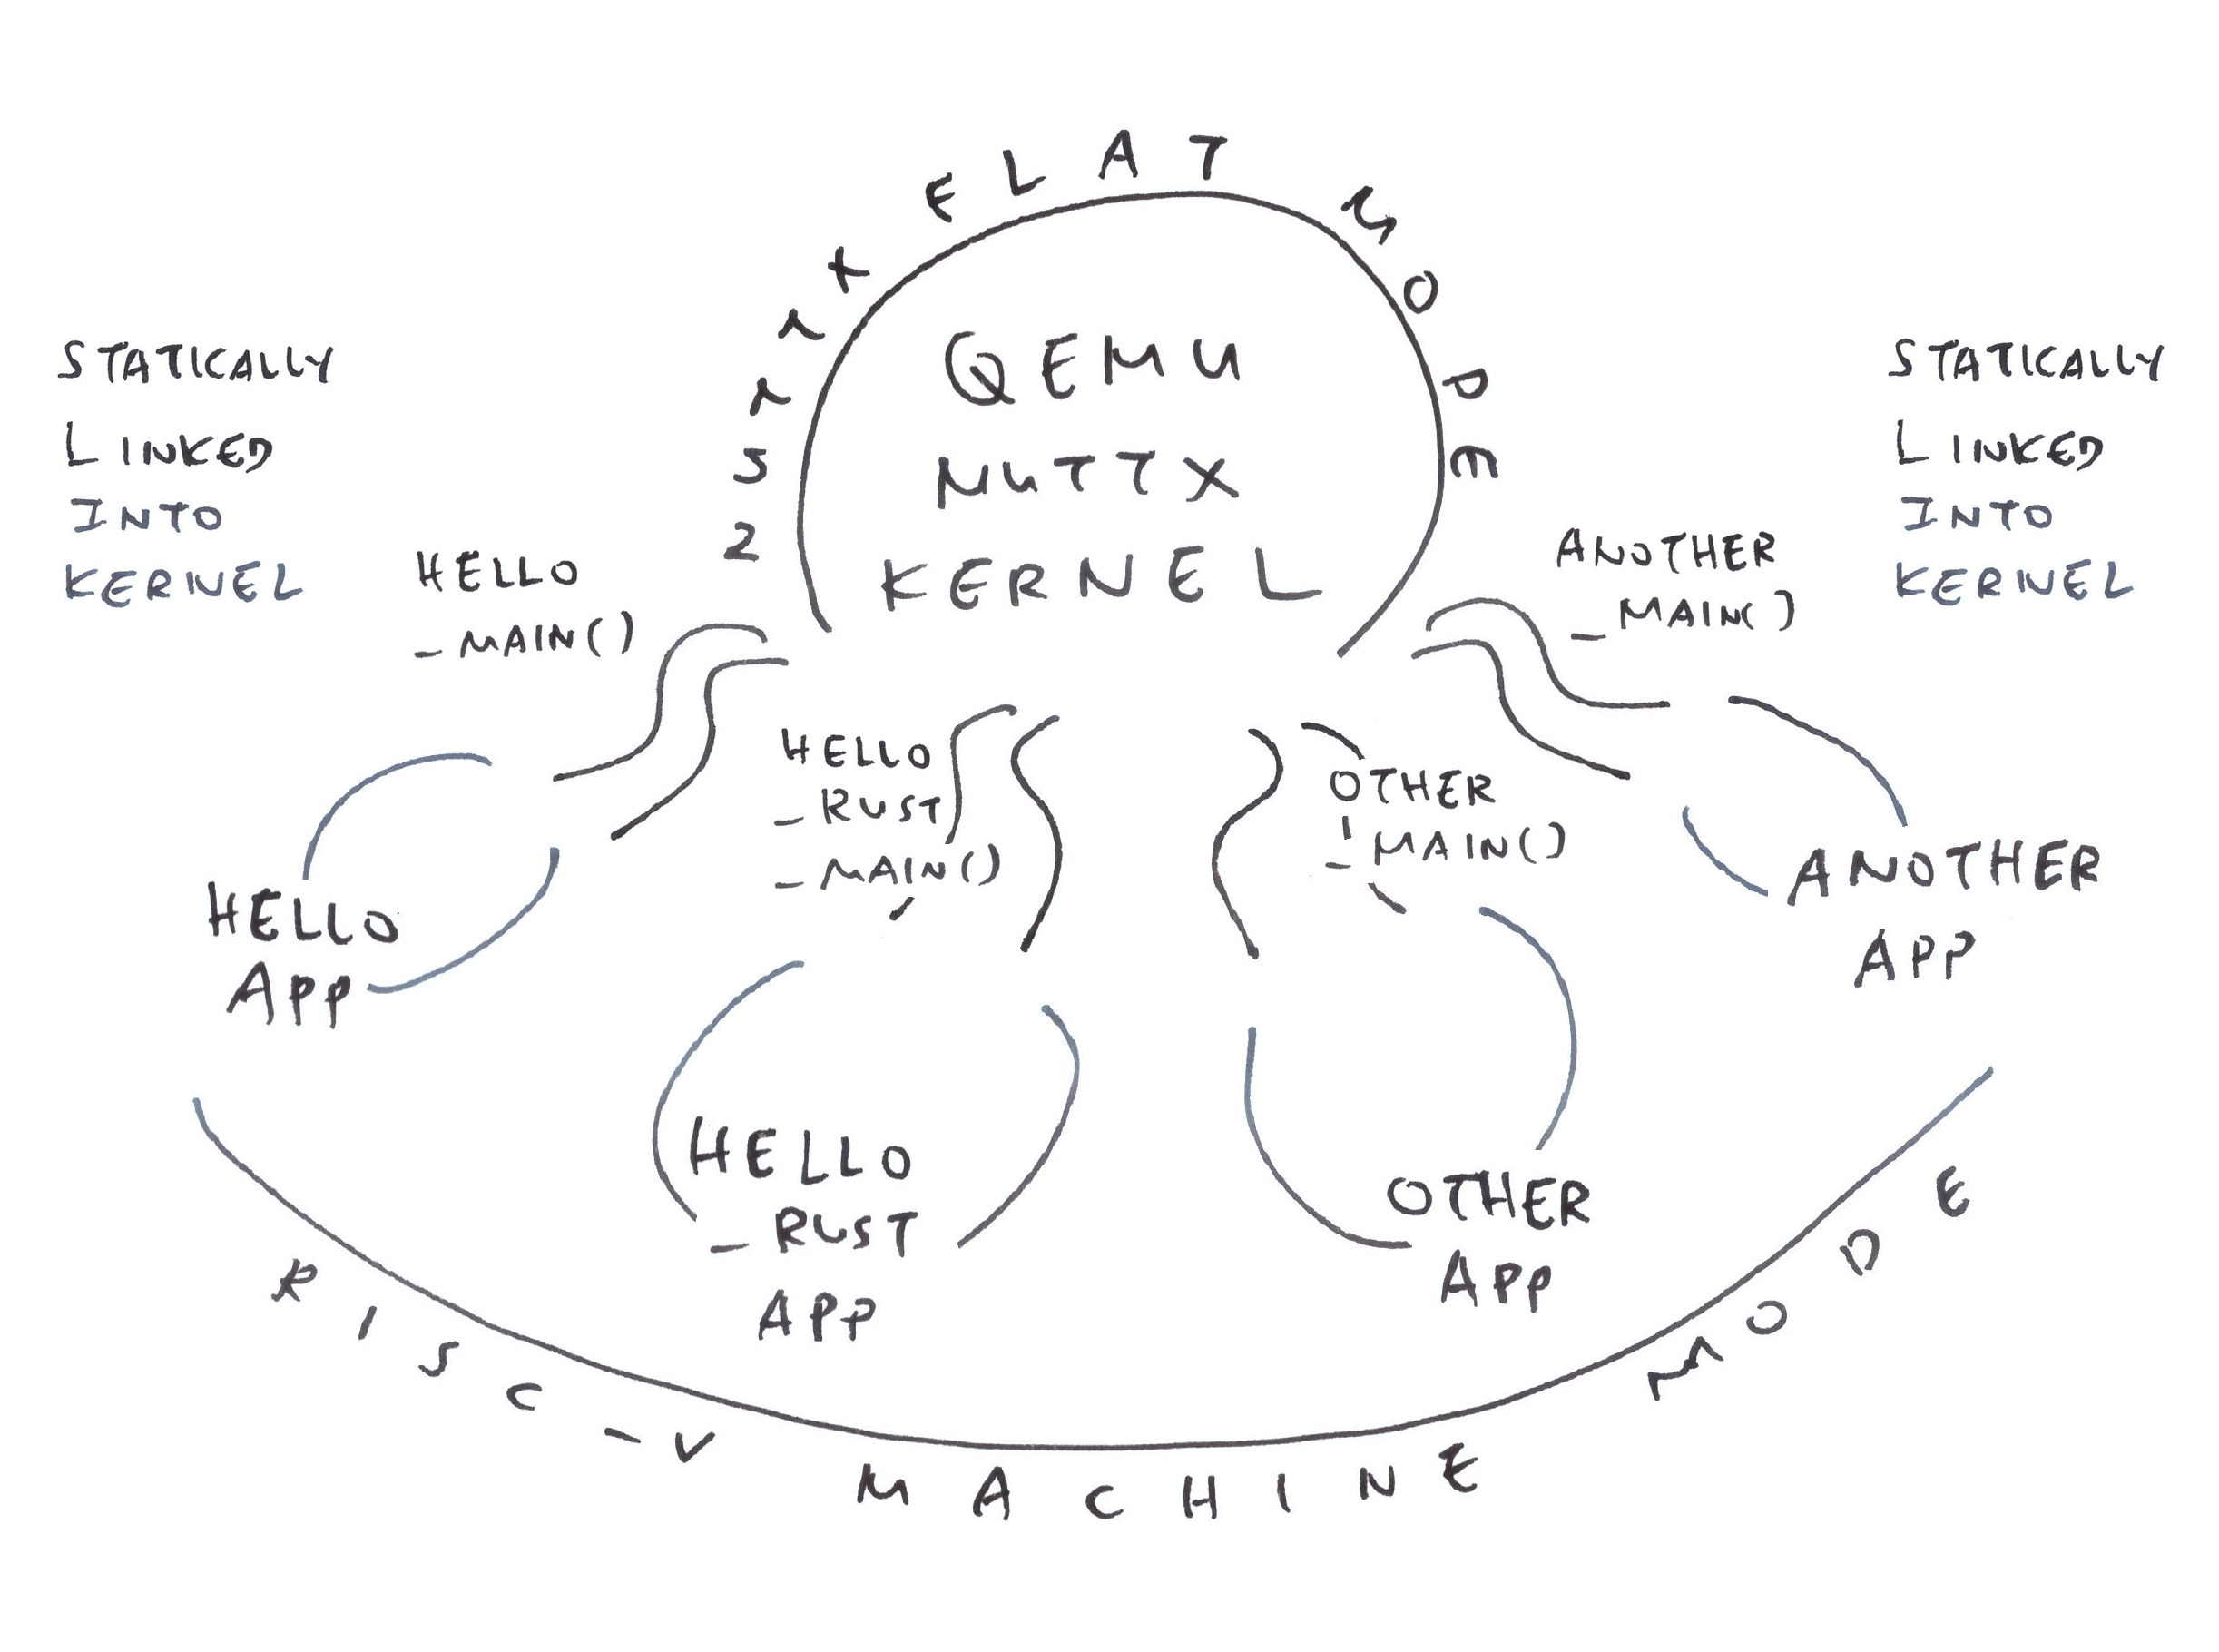 NUTTX FLAT MODE
QEMU
NUTTX
KERNEL
STATICALLY
LINKED
INTO
KERNEL
STATICALLY
LINKED
INTO
KERNEL
HELLO
_MAIN()
HELLO
_RUST
_MAIN()
OTHER
_MAIN()
ANOTHER
_MAIN()
HELLO
APP
HELLO
_RUST
APP
OTHER
APP
ANOTHER
APP
RISC-V MACHINE MODE